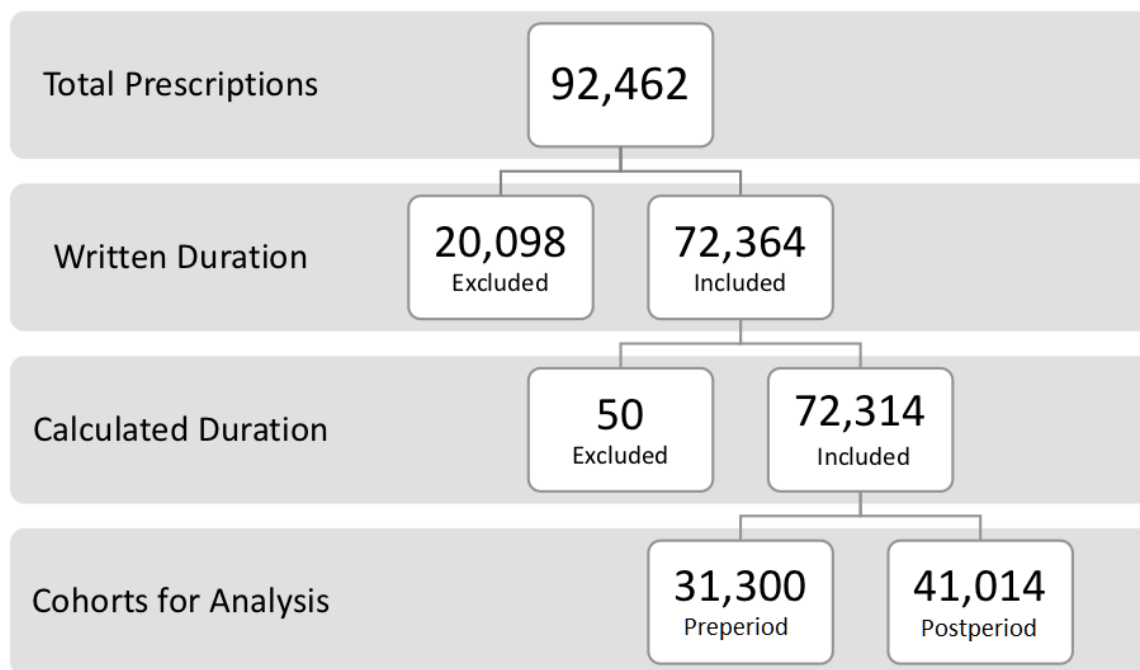 Total Prescriptions
92,462
Written Duration
20,098
Excluded
72,364
Included
Calculated Duration
50
Excluded
72,314
Included
Cohorts for Analysis
31,300
Preperiod
41,014
Postperiod